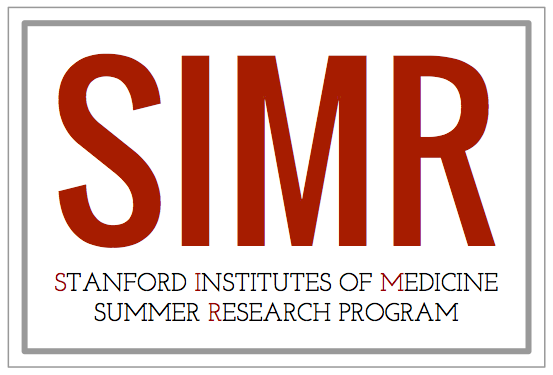 SIMR
STANFORD INSTITUTES OF MEDICINE
SUMMER RESEARCH PROGRAM